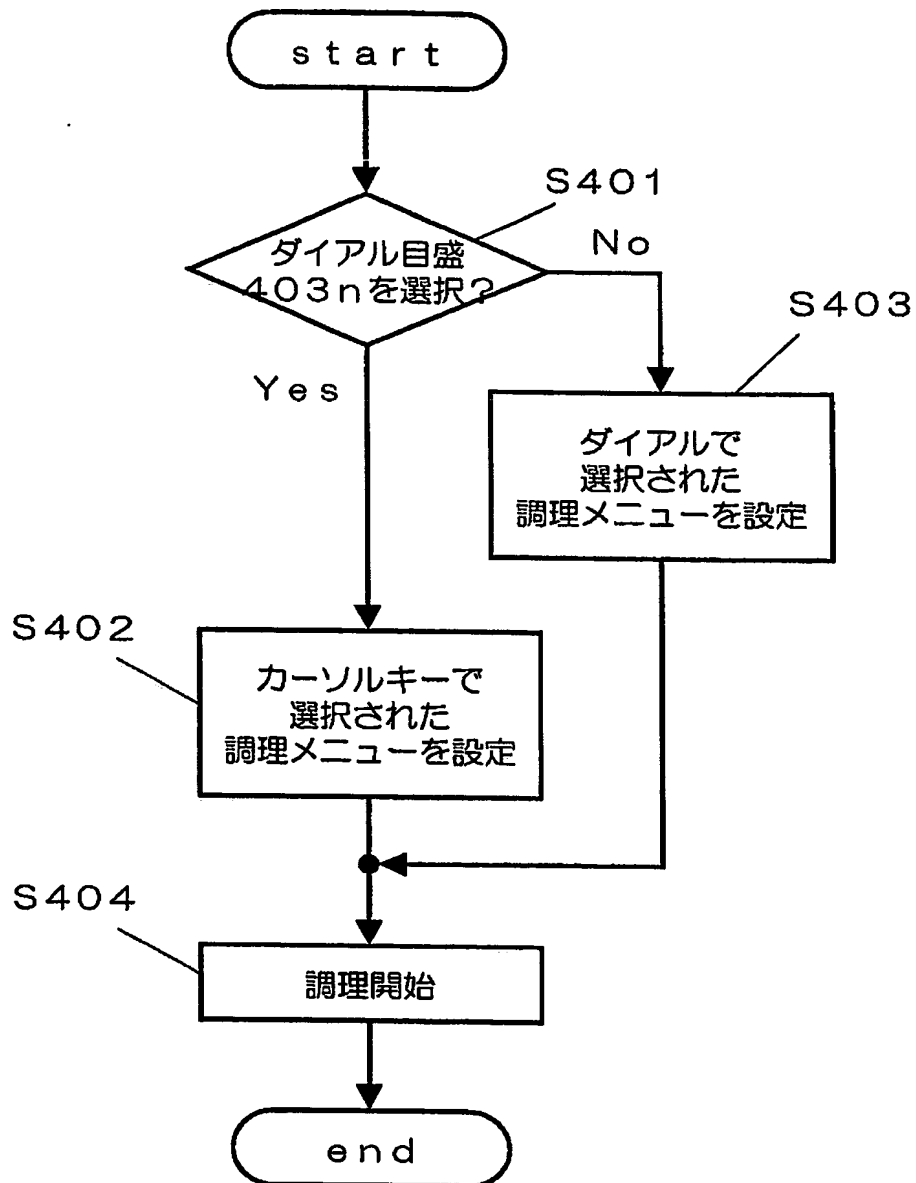 start
S401
ダイアル目盛
403nを選択?
No
S403
Yes
ダイアルで
選択された
調理メニューを設定
S402
カーソルキーで
選択された
調理メニューを設定
S404
調理開始
end